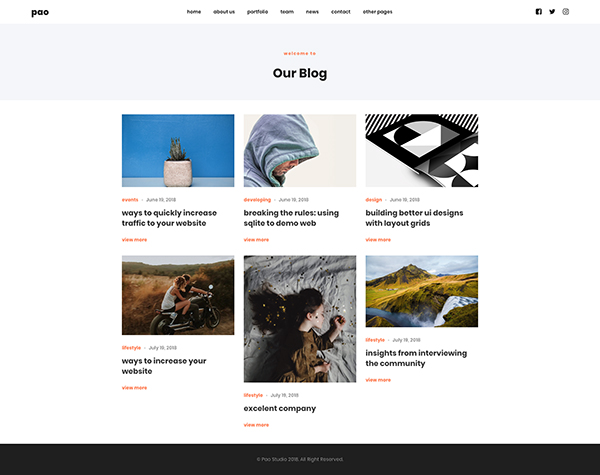 pao
home about us portfolio team news contact other pages
welcome to
Our Blog
events • June 19, 2018
ways to quickly increase
traffic to your website
view more
developing • June 19, 2018
breaking the rules: using
sqlite to demo web
view more
design • June 19, 2018
building better ui designs
with layout grids
view more
lifestyle • July 19, 2018
ways to increase your
website
view more
lifestyle • July 19, 2018
excelent company
view more
lifestyle • July 19, 2018
insights from interviewing
the community
view more
© Pao Studio 2018, All Right Reserved.